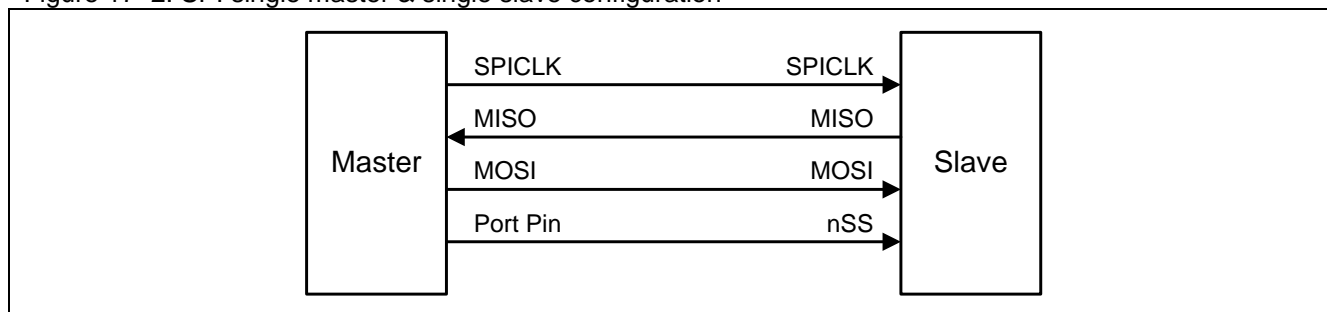 SPICLK SPICLK
MISO MISO
Master
Slave
MOSI MOSI
Port Pin nSS